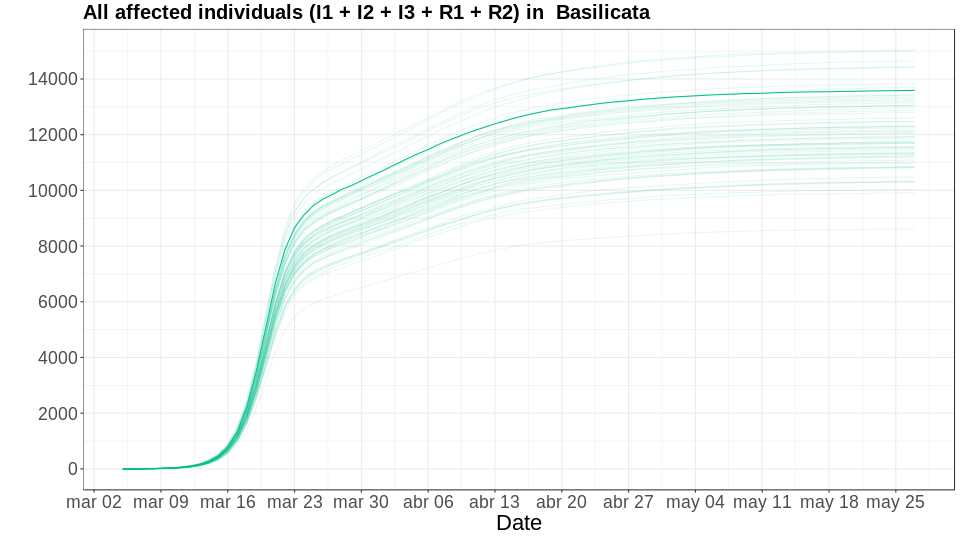 All affected individuals (I1 + I2 + I3 + R1 + R2) in  Basilicata
14000
12000
10000
8000
6000
4000
2000
0
mar 02 mar 09 mar 16 mar 23 mar 30 abr 06 abr 13 abr 20 abr 27 may 04 may 11 may 18 may 25
Date